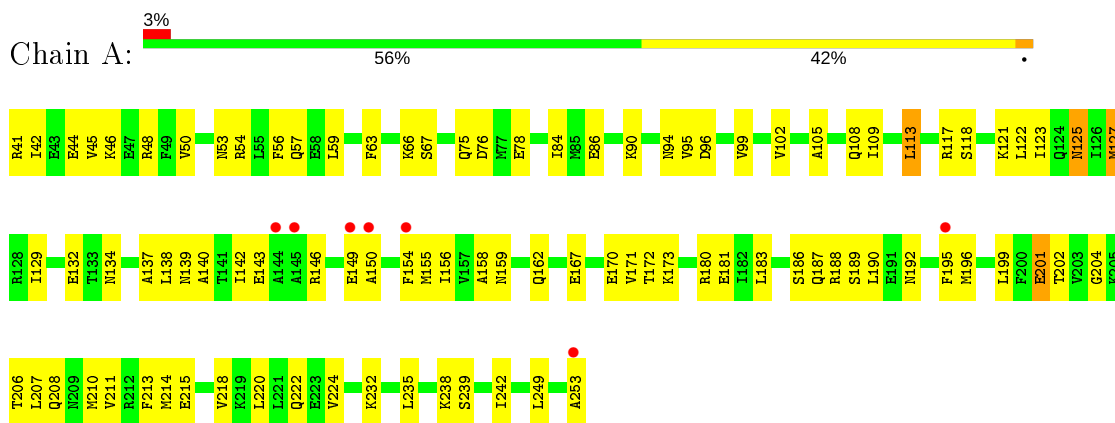 3%
Chain A:
56% 42% •
R41 I42 E43 E44 V45 K46 E47 R48 F49 V50 N53 R54 L55 F56 Q57 E58 L59 F63 K66 S67 Q75 D76 M77 E78 I84 M85 E86 K90 N94 V95 D96 V99 V102 A105 Q108 I109 L113 R117 S118 K121 L122 I123 Q124 N125 I126 M127
R128 I129 E132 T133 N134 A137 L138 N139 A140 T141 I142 E143 A144 A145 R146 E149 A150 F154 M155 I156 V157 A158 N159 Q162 E167 E170 V171 T172 K173 R180 E181 I182 L183 S186 Q187 R188 S189 L190 E191 N192 F195 M196 L199 F200 E201 T202 V203 G204 K205
T206 L207 Q208 N209 M210 V211 R212 F213 M214 E215 V218 K219 L220 L221 Q222 E223 V224 K232 L235 K238 S239 I242 L249 A253